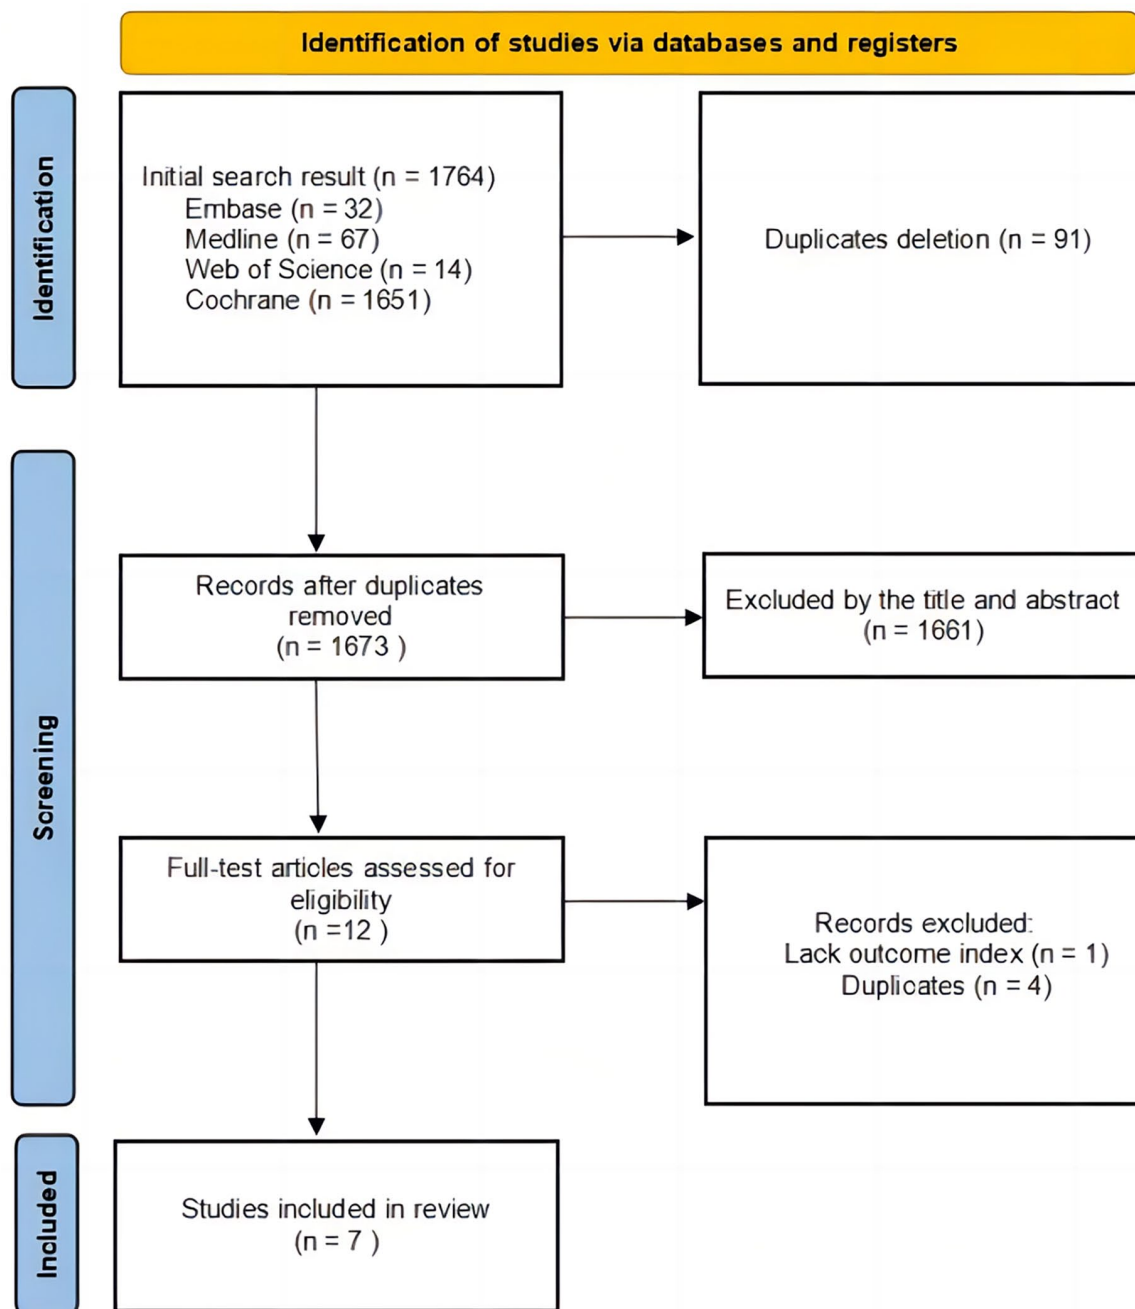 Identification of studies via databases and registers
Identification
Initial search result (n = 1764)
Embase (n = 32)
Medline (n = 67)
Web of Science (n = 14)
Cochrane (n = 1651)
Duplicates deletion (n = 91)
Screening
Records after duplicates
removed
(n = 1673 )
Excluded by the title and abstract
(n = 1661)
Full-test articles assessed for
eligibility
(n =12 )
Records excluded:
Lack outcome index (n = 1)
Duplicates (n = 4)
Included
Studies included in review
(n = 7 )